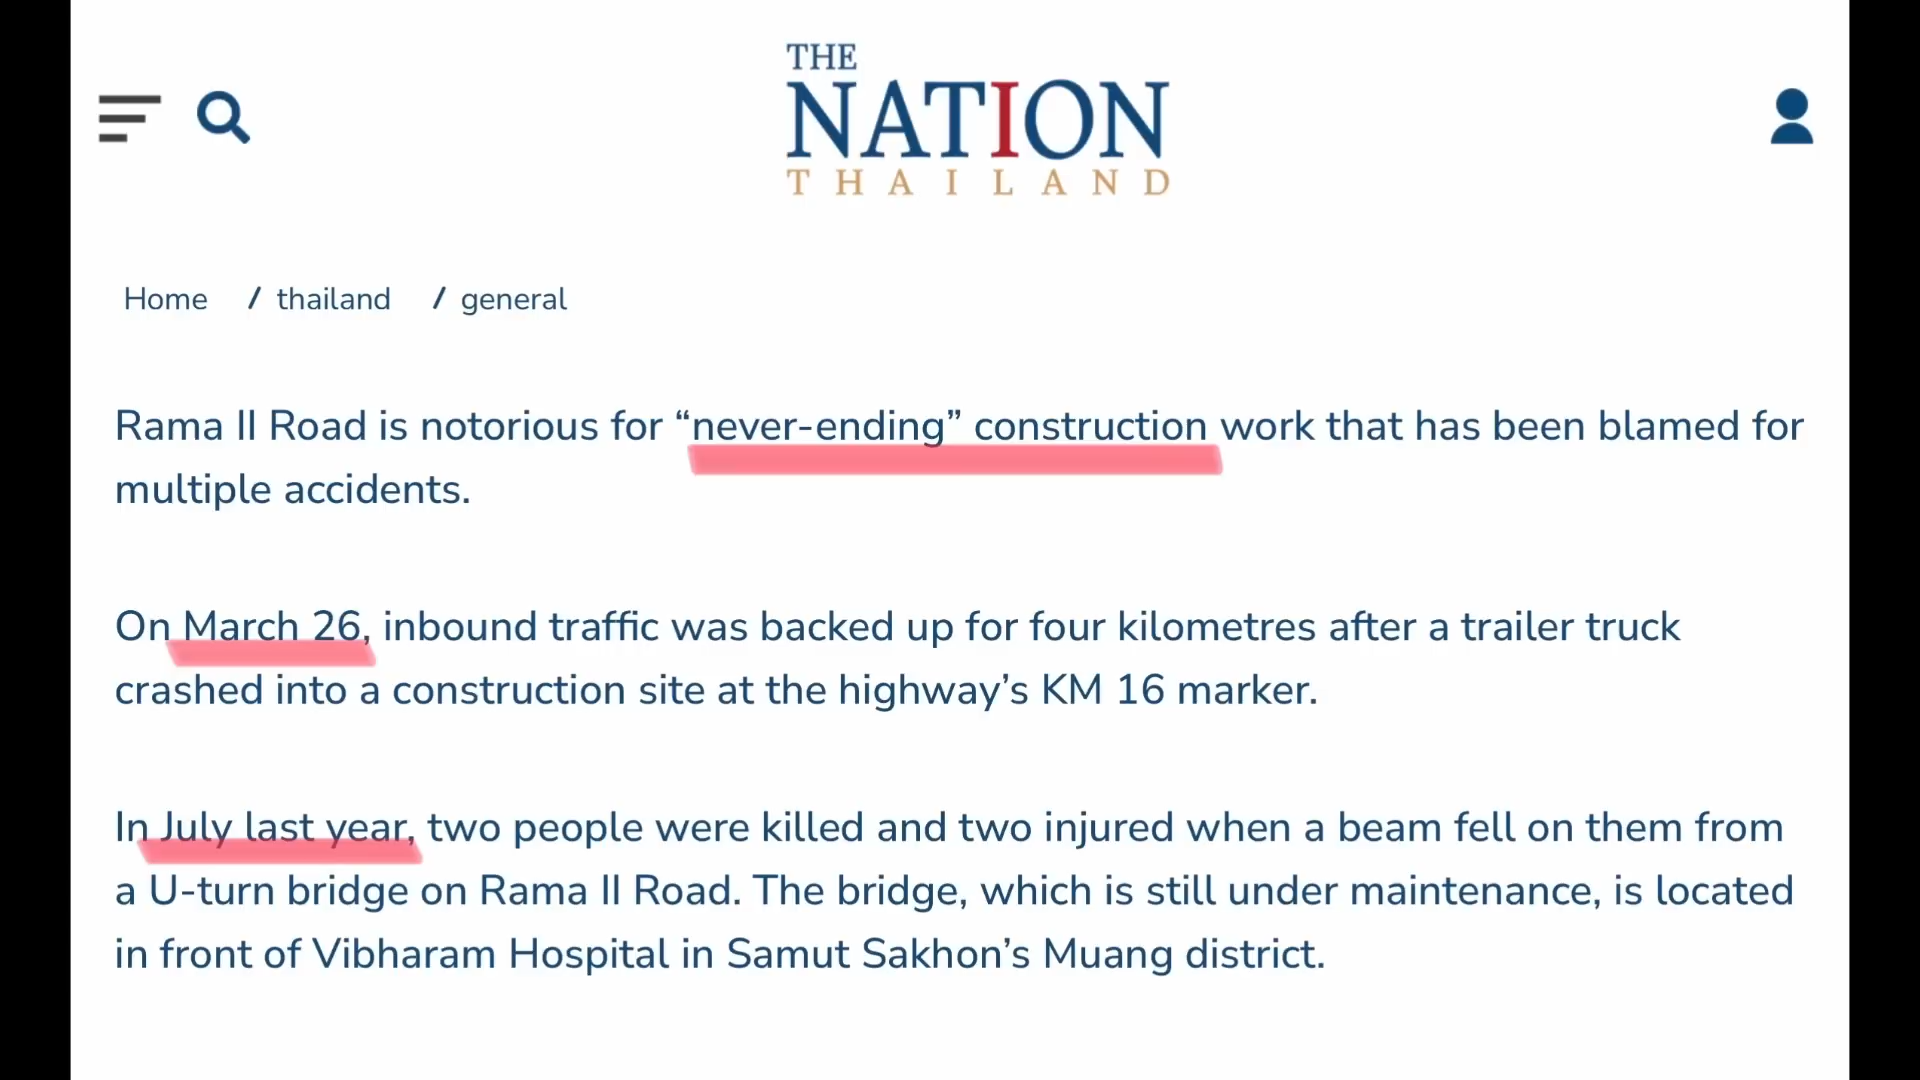 THE
NATION
THAILAND
Home / thailand / general
Rama II Road is notorious for “never-ending” construction work that has been blamed for
multiple accidents.
On March 26, inbound traffic was backed up for four kilometres after a trailer truck
crashed into a construction site at the highway’s KM 16 marker.
In July last year, two people were killed and two injured when a beam fell on them from
a U-turn bridge on Rama II Road. The bridge, which is still under maintenance, is located
in front of Vibharam Hospital in Samut Sakhon’s Muang district.